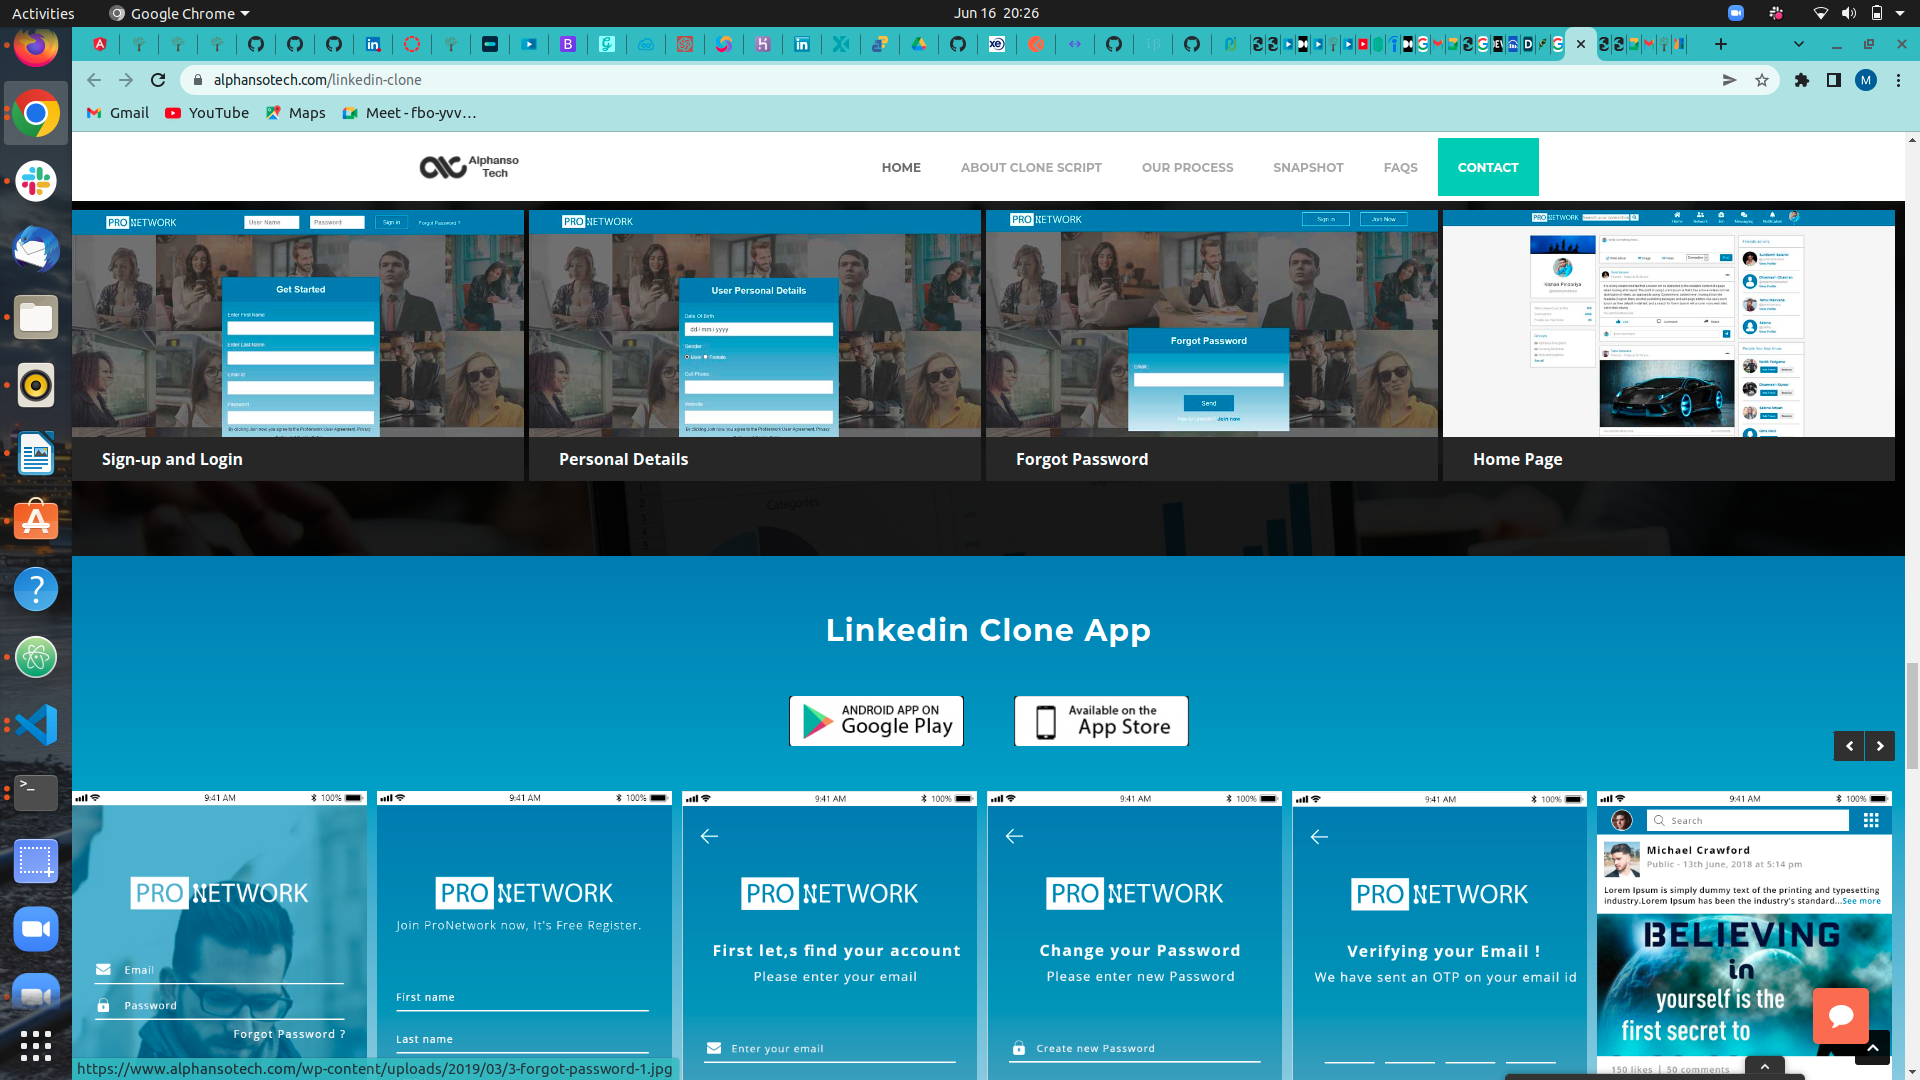 Activities
Google Chrome
Jun 16  20:26
alphansotech.com/linkedin-clone
Gmail
YouTube
Maps
Meet - fbo-yvv…
Alphanso Tech
HOME
ABOUT CLONE SCRIPT
OUR PROCESS
SNAPSHOT
FAQS
CONTACT
PRO NETWORK
User Name
Password
Sign in
Forgot Password ?
Get Started
Enter First Name
Enter Last Name
Email Id
Password
Sign-up and Login
PRO NETWORK
User Personal Details
Date Of Birth
dd / mm / yyyy
Gender
Male Female
Cell Phone
Website
Personal Details
PRO NETWORK
Sign in
Join Now
Forgot Password
Email
Send
Join now
Forgot Password
PRO NETWORK
Home Page
Categories
Linkedin Clone App
ANDROID APP ON
Google Play
Available on the
App Store
9:41 AM
100%
PRO NETWORK
Email
Password
Forgot Password ?
9:41 AM
100%
PRO NETWORK
Join ProNetwork now, It's Free Register.
First name
Last name
9:41 AM
100%
PRO NETWORK
First let,s find your account
Please enter your email
Enter your email
9:41 AM
100%
PRO NETWORK
Change your Password
Please enter new Password
Create new Password
9:41 AM
100%
PRO NETWORK
Verifying your Email !
We have sent an OTP on your email id
9:41 AM
100%
Search
Michael Crawford
Public - 13th June, 2018 at 5:14 pm
Lorem Ipsum is simply dummy text of the printing and typesetting
industry.Lorem Ipsum has been the industry's standard...See more
BELIEVING
in
yourself is the
first secret to
150 likes | 50 comments
https://www.alphansotech.com/wp-content/uploads/2019/03/3-forgot-password-1.jpg